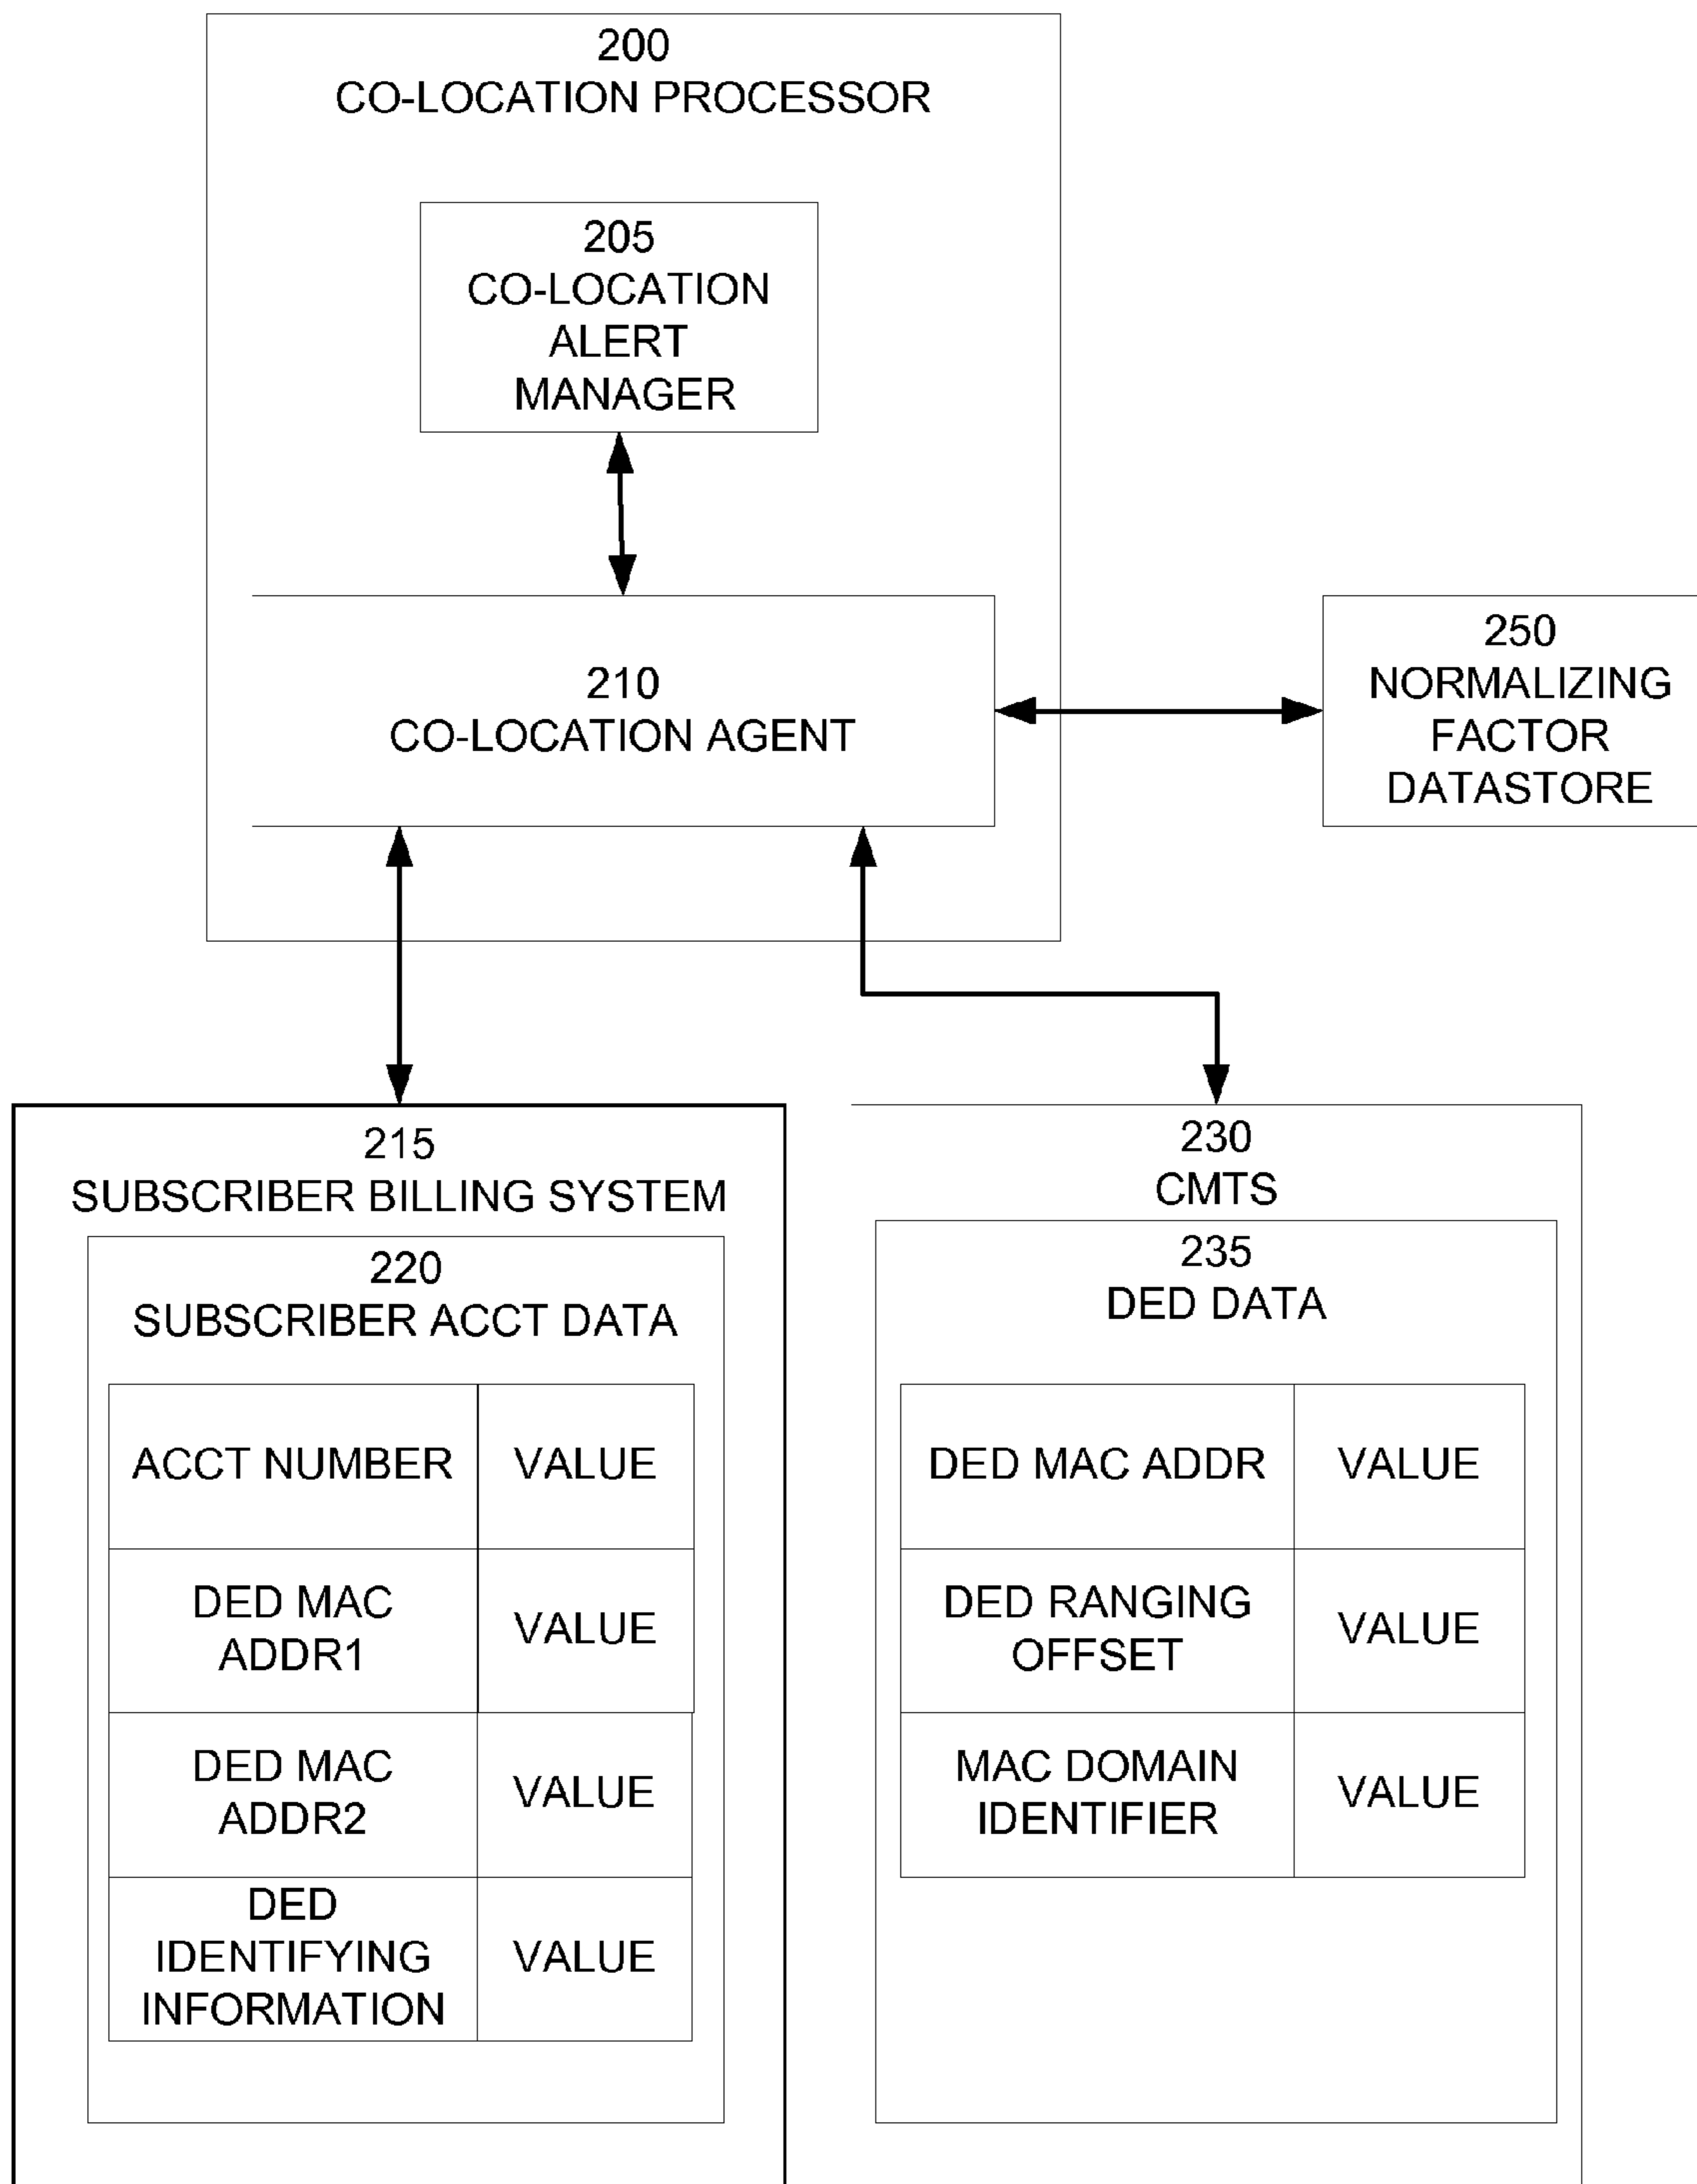 200
CO-LOCATION PROCESSOR
205
CO-LOCATION
ALERT
MANAGER
210
CO-LOCATION AGENT
250
NORMALIZING
FACTOR
DATASTORE
215
SUBSCRIBER BILLING SYSTEM
220
SUBSCRIBER ACCT DATA
ACCT NUMBER
VALUE
DED MAC
ADDR1
VALUE
DED MAC
ADDR2
VALUE
DED
IDENTIFYING
INFORMATION
VALUE
230
CMTS
235
DED DATA
DED MAC ADDR
VALUE
DED RANGING
OFFSET
VALUE
MAC DOMAIN
IDENTIFIER
VALUE